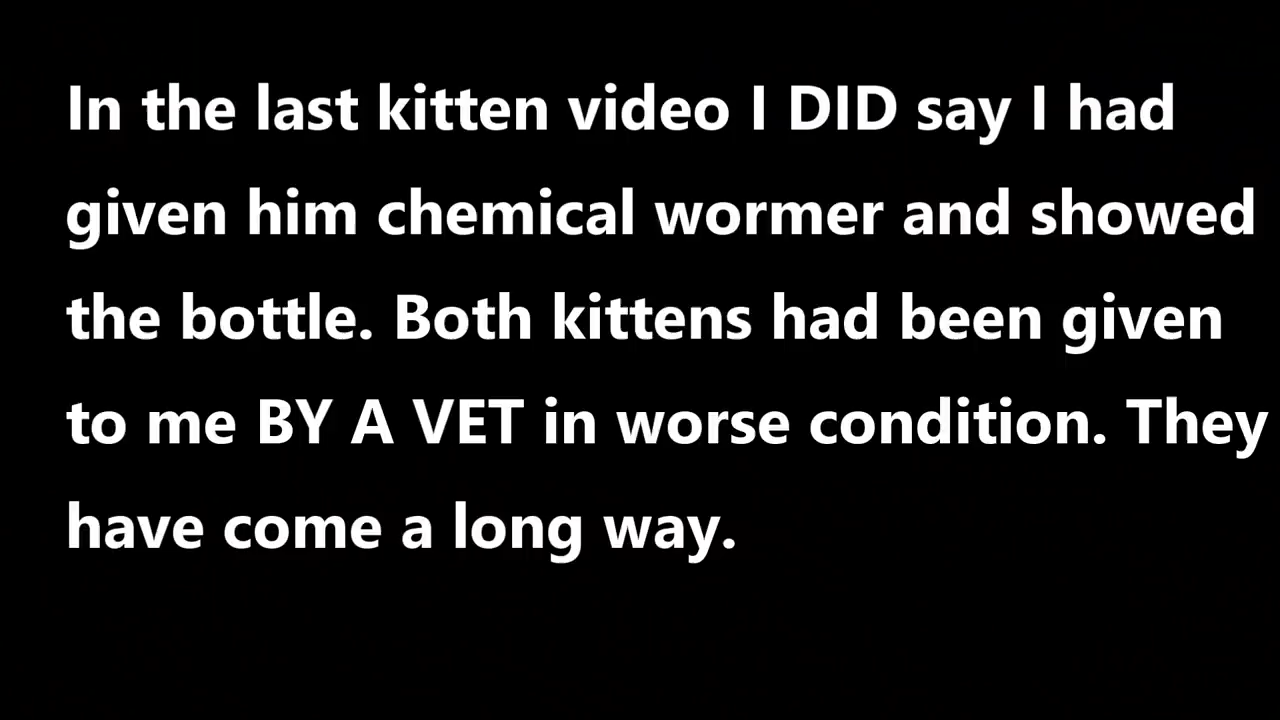 In the last kitten video I DID say I had
given him chemical wormer and showed
the bottle. Both kittens had been given
to me BY A VET in worse condition. They
have come a long way.